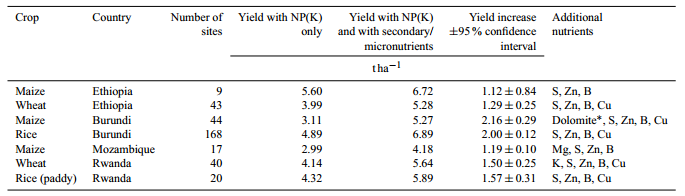 Crop Country Number of Yield with NP(K) Yield with NP(K) Yield increase Additional
sites only and with secondary/ ±95% confidence nutrients
micronutrients interval
t ha−1
Maize Ethiopia 9 5.60 6.72 1.12 ± 0.84 S, Zn, B
Wheat Ethiopia 43 3.99 5.28 1.29 ± 0.25 S, Zn, B, Cu
Maize Burundi 44 3.11 5.27 2.16 ± 0.29 Dolomite*, S, Zn, B, Cu
Rice Burundi 168 4.89 6.89 2.00 ± 0.12 S, Zn, B, Cu
Maize Mozambique 17 2.99 4.18 1.19 ± 0.10 Mg, S, Zn, B
Wheat Rwanda 40 4.14 5.64 1.50 ± 0.25 K, S, Zn, B, Cu
Rice (paddy) Rwanda 20 4.32 5.89 1.57 ± 0.31 S, Zn, B, Cu